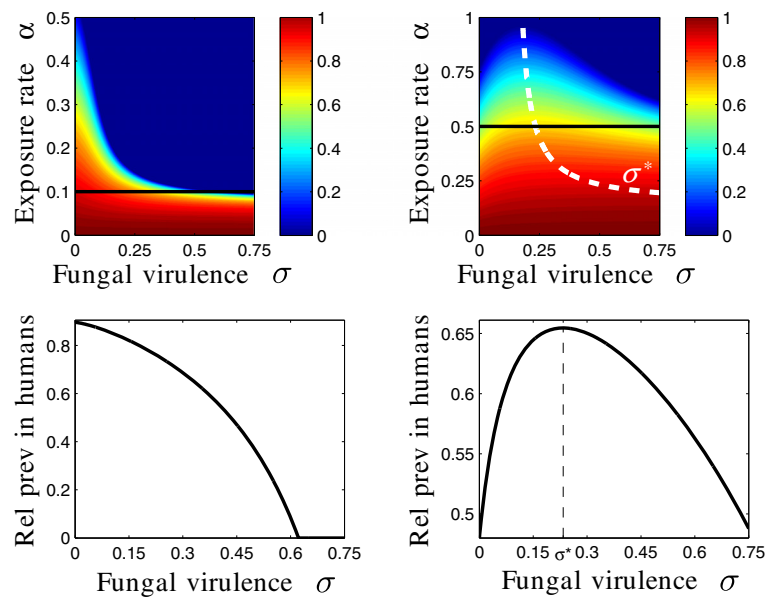 Exposure rate α
0.5
0.4
0.3
0.2
0.1
0
0 0.25 0.5 0.75
Fungal virulence σ
1
0.8
0.6
0.4
0.2
0
Exposure rate α
1
0.75
0.5
0.25
0
σ*
0 0.25 0.5 0.75
Fungal virulence σ
1
0.8
0.6
0.4
0.2
0
Rel prev in humans
0.8
0.6
0.4
0.2
0
0 0.15 0.3 0.45 0.6 0.75
Fungal virulence σ
Rel prev in humans
0.65
0.6
0.55
0.5
0 0.15 σ* 0.3 0.45 0.6 0.75
Fungal virulence σ